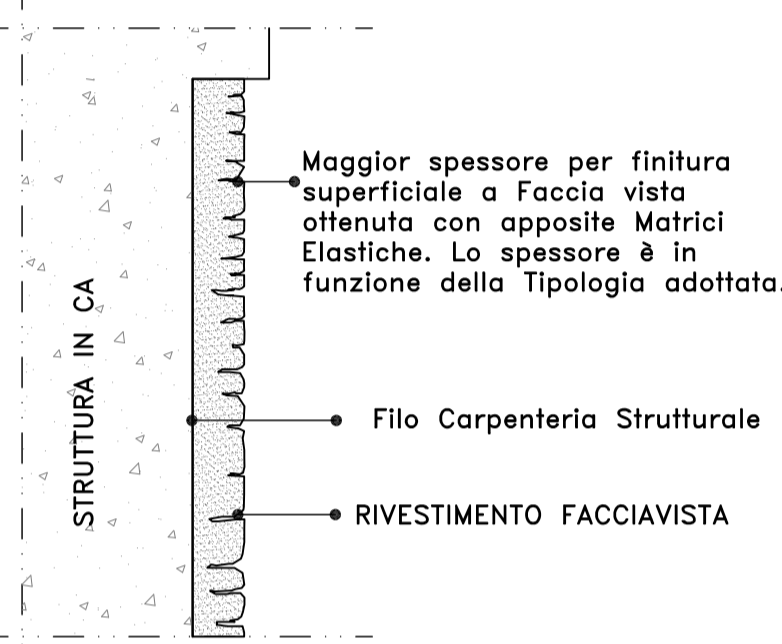 Maggior spessore per finitura
superficiale a Faccia vista
ottenuta con apposite Matrici
Elastiche. Lo spessore è in
funzione della Tipologia adottata.
STRUTTURA IN CA
Filo Carpenteria Strutturale
RIVESTIMENTO FACCIAVISTA